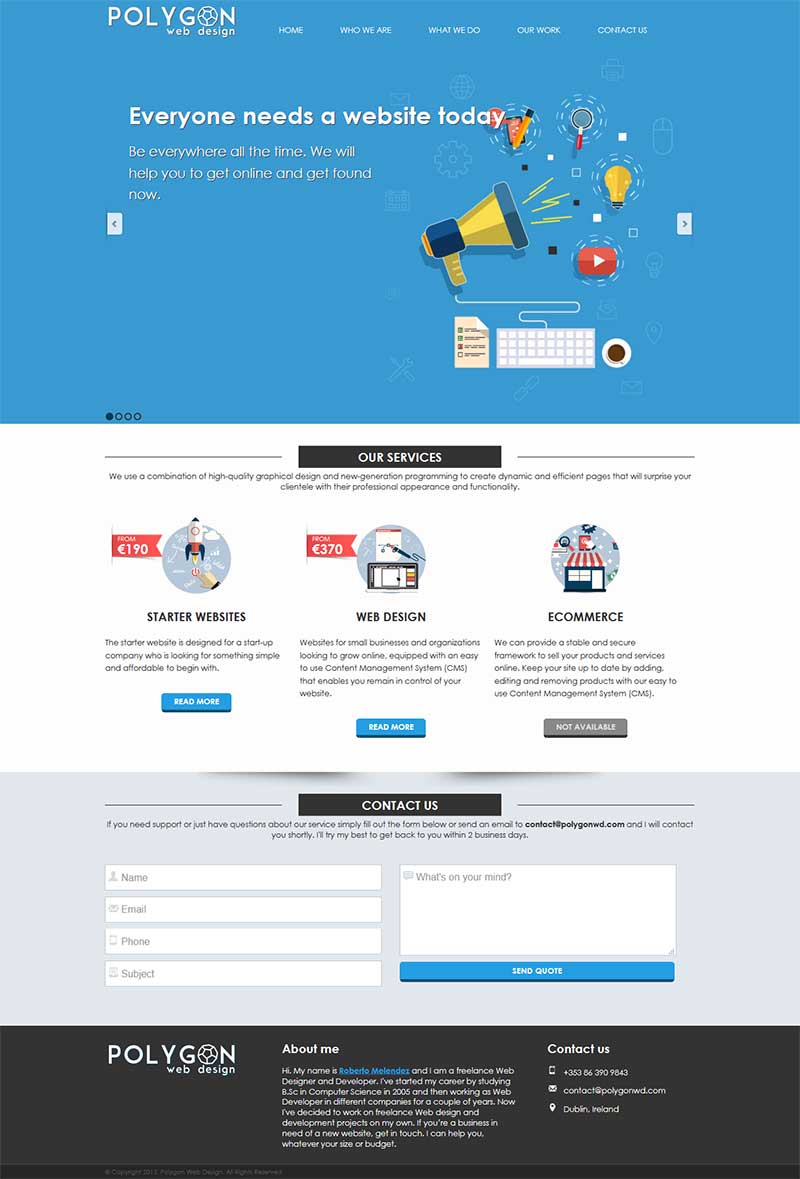 POLYGON
web design
HOME WHO WE ARE WHAT WE DO OUR WORK CONTACT US
Everyone needs a website today
Be everywhere all the time. We will
help you to get online and get found
now.
OUR SERVICES
We use a combination of high-quality graphical design and new-generation programming to create dynamic and efficient pages that will surprise your
clientele with their professional appearance and functionality.
FROM
€190
FROM
€370
STARTER WEBSITES
The starter website is designed for a start-up
company who is looking for something simple
and affordable to begin with.
READ MORE
WEB DESIGN
Websites for small businesses and organizations
looking to grow online, equipped with an easy
to use Content Management System (CMS)
that enables you remain in control of your
website.
READ MORE
ECOMMERCE
We can provide a stable and secure
framework to sell your products and services
online. Keep your site up to date by adding,
editing and removing products with our easy to
use Content Management System (CMS).
NOT AVAILABLE
CONTACT US
If you need support or just have questions about our service simply fill out the form below or send an email to contact@polygonwd.com and I will contact
you shortly. I'll try my best to get back to you within 2 business days.
Name
Email
Phone
Subject
What's on your mind?
SEND QUOTE
POLYGON
web design
About me
Hi. My name is Roberto Melendez and I am a freelance Web
Designer and Developer. I've started my career by studying
B.Sc in Computer Science in 2005 and then working as Web
Developer in different companies for a couple of years. Now
I've decided to work on freelance Web design and
development projects on my own. If you're a business in
need of a new website, get in touch. I can help you,
whatever your size or budget.
Contact us
+353 86 390 9843
contact@polygonwd.com
Dublin, Ireland
© Copyright 2013. Polygon Web Design. All Rights Reserved